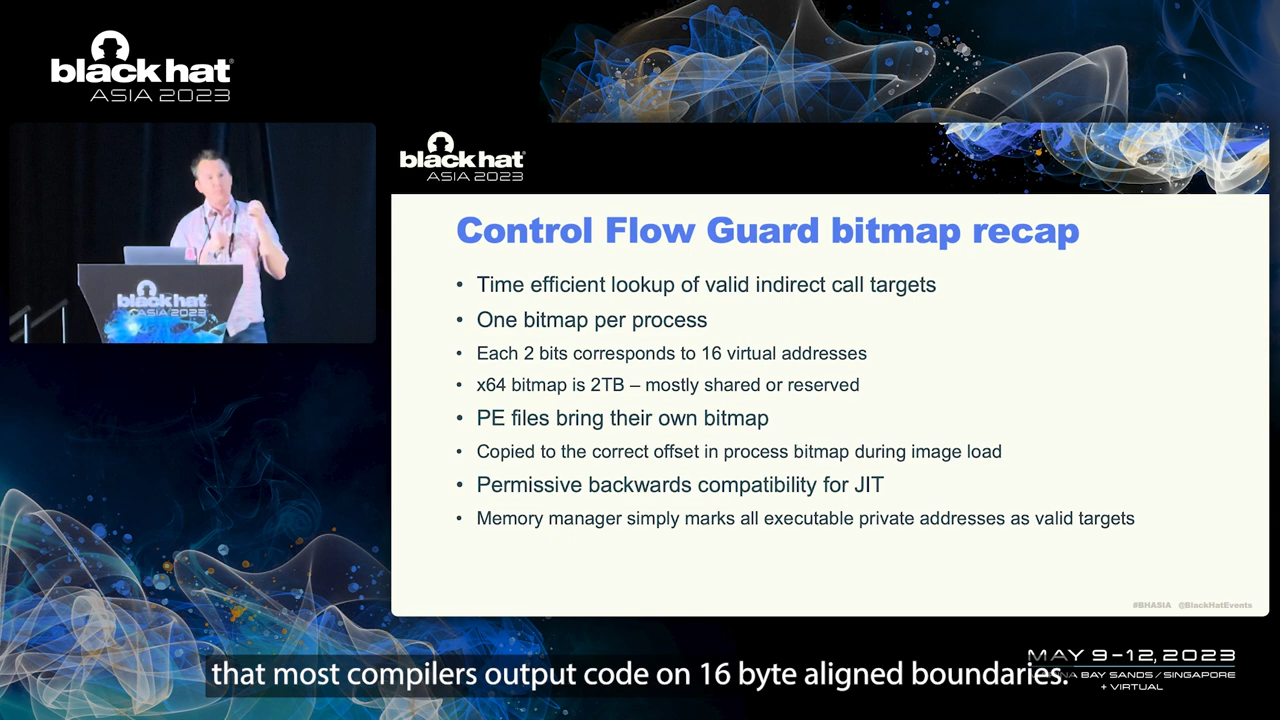 black hat
ASIA 2023
black hat
ASIA 2023
black hat
ASIA 2023
Control Flow Guard bitmap recap
• Time efficient lookup of valid indirect call targets
• One bitmap per process
• Each 2 bits corresponds to 16 virtual addresses
• x64 bitmap is 2TB – mostly shared or reserved
• PE files bring their own bitmap
• Copied to the correct offset in process bitmap during image load
• Permissive backwards compatibility for JIT
• Memory manager simply marks all executable private addresses as valid targets
#BHASIA @BlackHatEvents
MAY 9-12, 2023
BAY SANDS / SINGAPORE
+ VIRTUAL
that most compilers output code on 16 byte aligned boundaries.